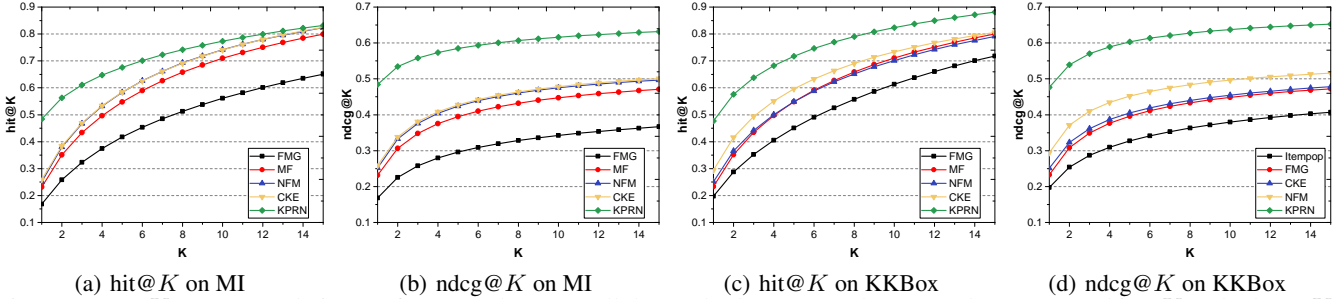 0.9
0.8
0.7
0.6
0.5
0.4
0.3
0.2
0.1
hit@K
2 4 6 8 10 12 14
K
FMG
MF
NFM
CKE
KPRN
(a) hit@K on MI
0.7
0.6
0.5
0.4
0.3
0.2
0.1
ndcg@K
2 4 6 8 10 12 14
K
FMG
MF
NFM
CKE
KPRN
(b) ndcg@K on MI
0.9
0.8
0.7
0.6
0.5
0.4
0.3
0.2
0.1
hit@K
2 4 6 8 10 12 14
K
FMG
MF
NFM
CKE
KPRN
(c) hit@K on KKBox
0.7
0.6
0.5
0.4
0.3
0.2
0.1
ndcg@K
2 4 6 8 10 12 14
K
Itempop
FMG
CKE
NFM
KPRN
(d) ndcg@K on KKBox